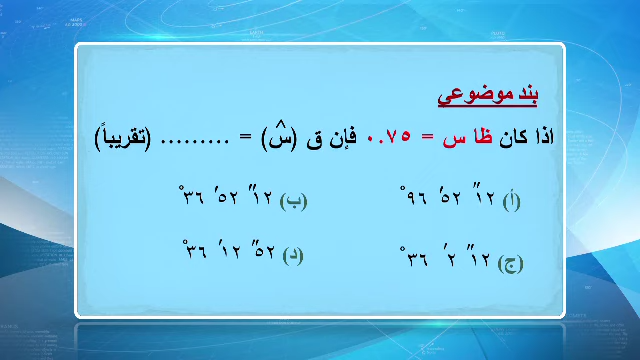 بند موضوعي
اذا كان ظا س = ٠.٧٥ فإن ق (س^) = ......... (تقريباً)
(أ) ١٢ ً ٥٢ َ ٩٦ ْ (ب) ١٢ ً ٥٢ َ ٣٦ ْ
(ج) ١٢ ً ٢ َ ٣٦ ْ (د) ٥٢ ً ١٢ َ ٣٦ ْ